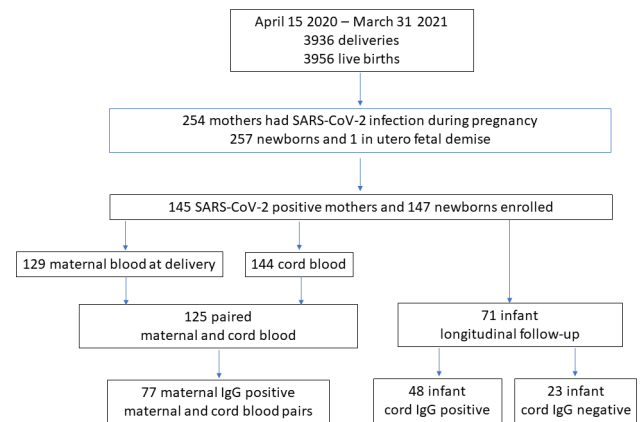 April 15 2020 – March 31 2021
3936 deliveries
3956 live births
254 mothers had SARS-CoV-2 infection during pregnancy
257 newborns and 1 in utero fetal demise
145 SARS-CoV-2 positive mothers and 147 newborns enrolled
129 maternal blood at delivery
144 cord blood
125 paired
maternal and cord blood
71 infant
longitudinal follow-up
77 maternal IgG positive
maternal and cord blood pairs
48 infant
cord IgG positive
23 infant
cord IgG negative